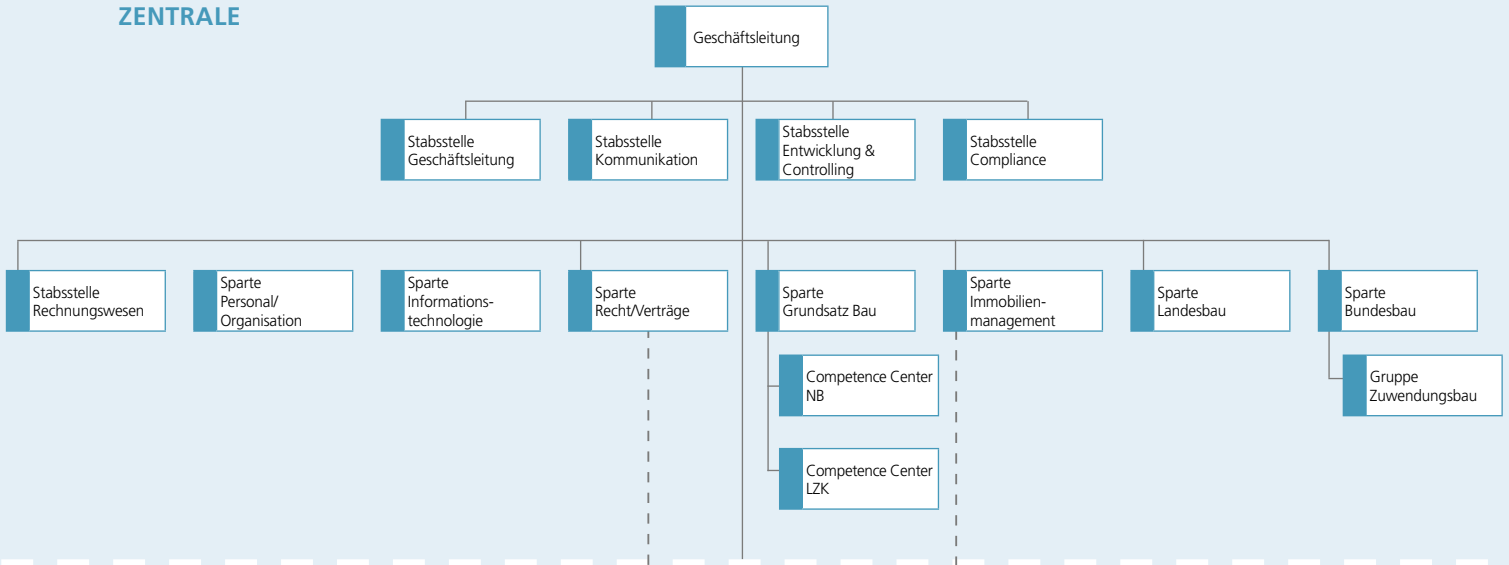 ZENTRALE
Geschäftsleitung
Stabsstelle
Geschäftsleitung
Stabsstelle
Kommunikation
Stabsstelle
Entwicklung &
Controlling
Stabsstelle
Compliance
Stabsstelle
Rechnungswesen
Sparte
Personal/
Organisation
Sparte
Informations-
technologie
Sparte
Recht/Verträge
Sparte
Grundsatz Bau
Sparte
Immobilien-
management
Sparte
Landesbau
Sparte
Bundesbau
Competence Center
NB
Gruppe
Zuwendungsbau
Competence Center
LZK